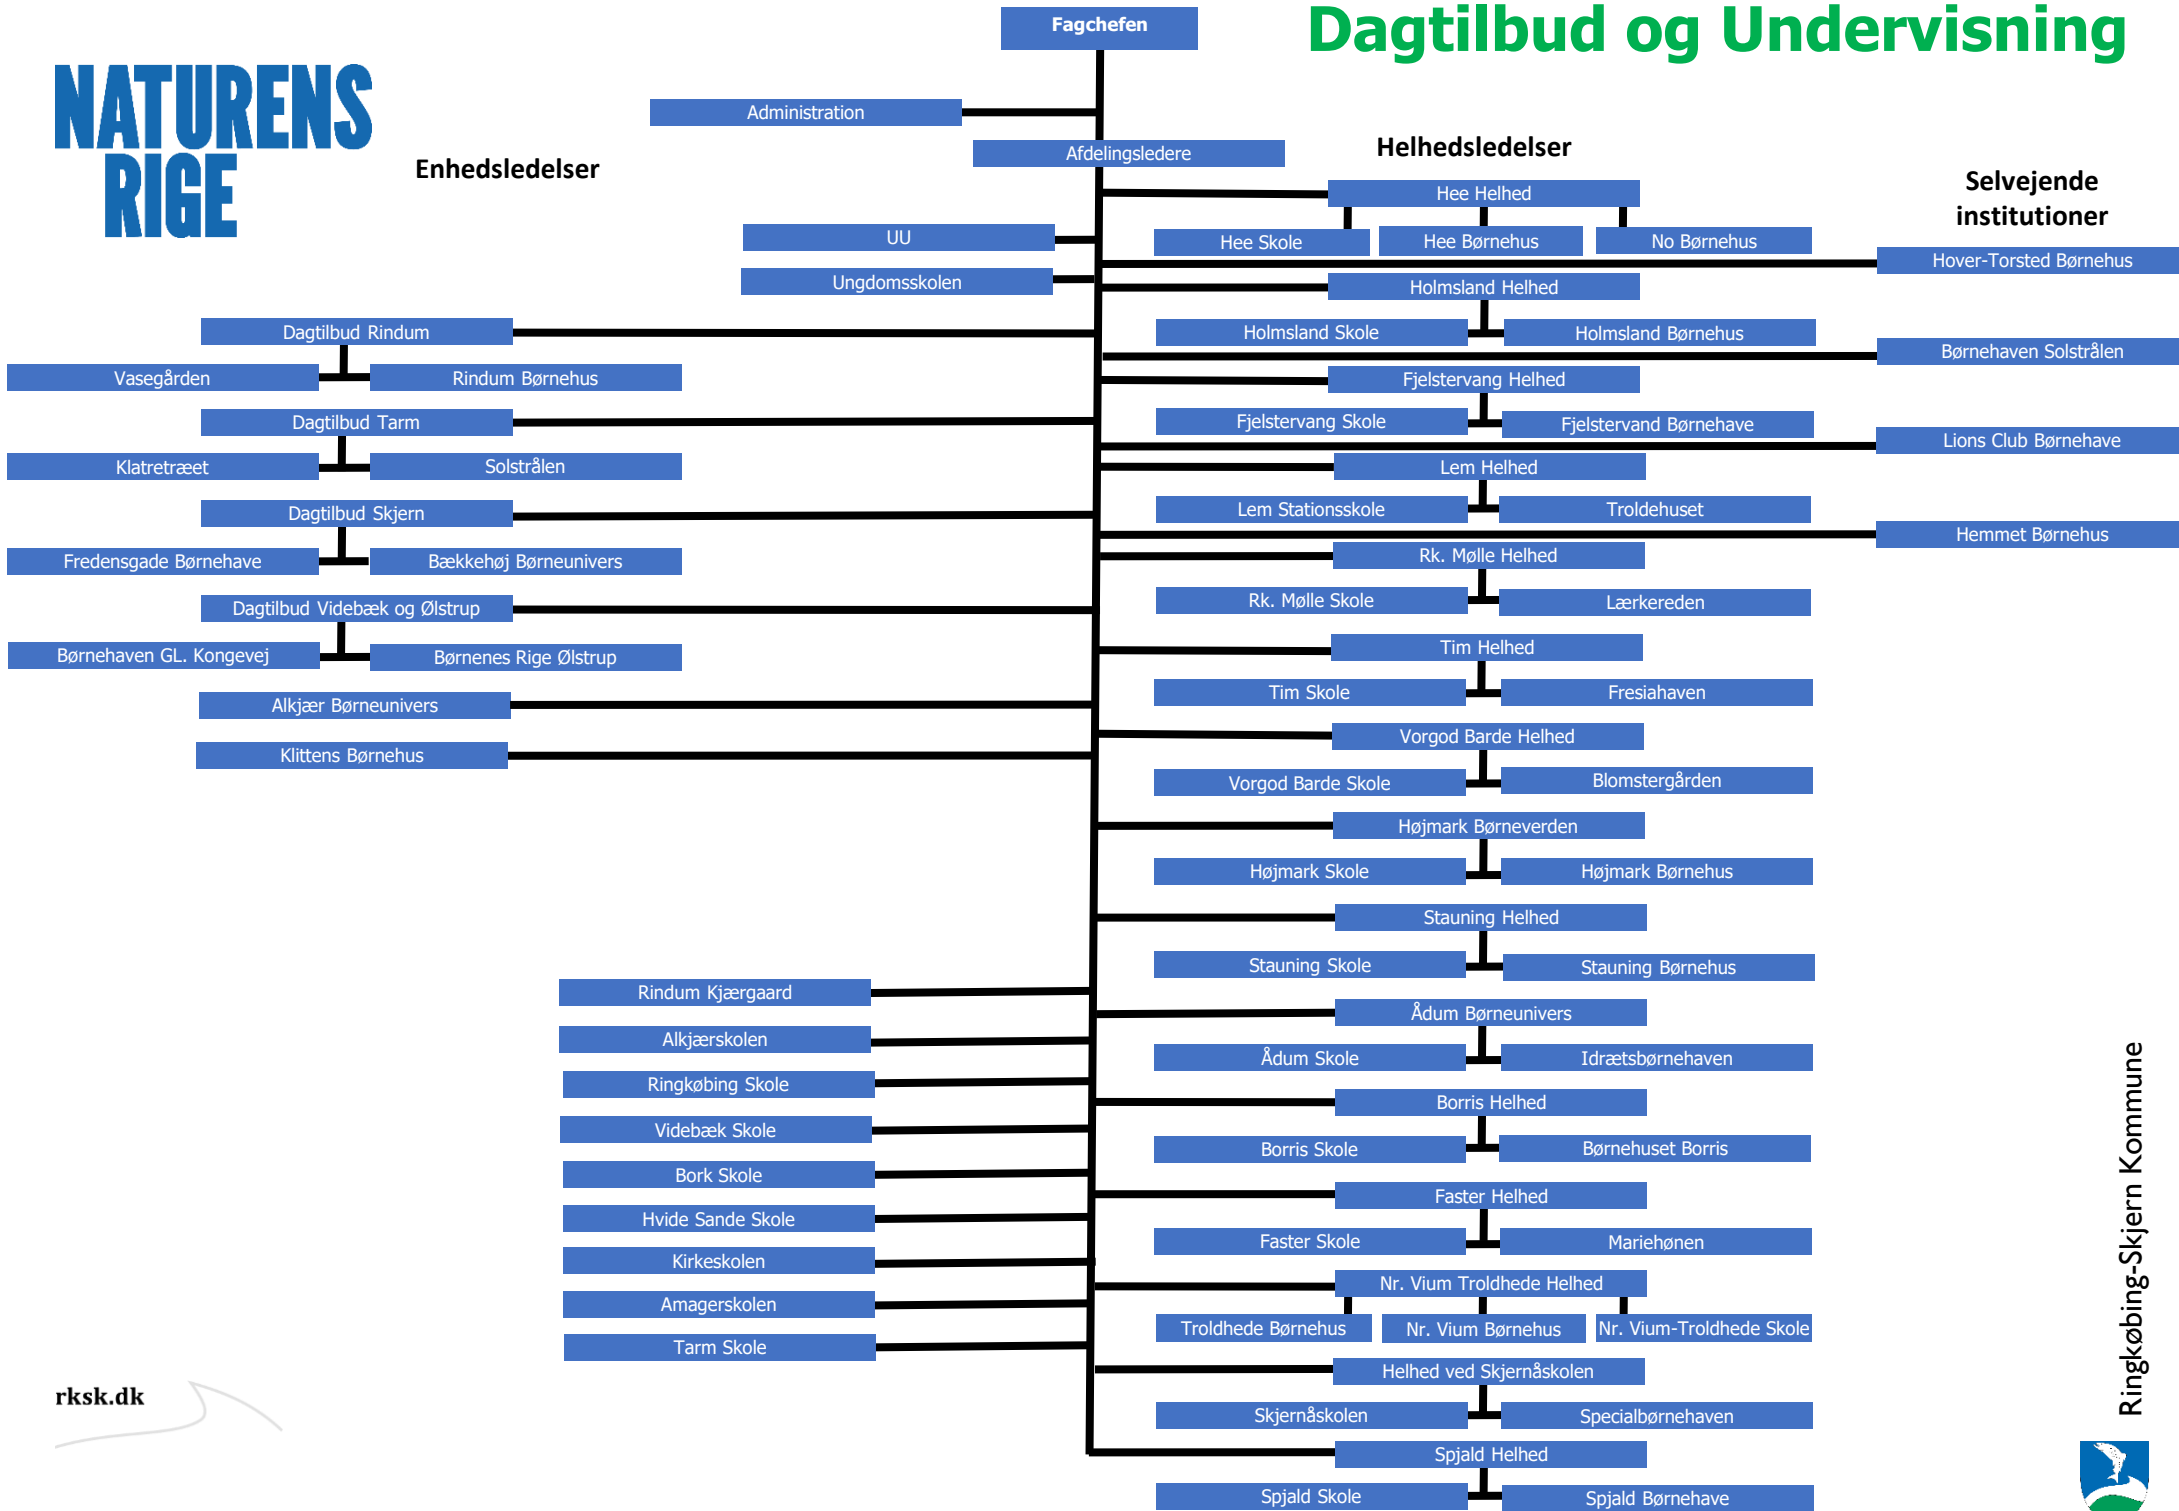 Fagchefen
Dagtilbud og Undervisning
NATURENS
RIGE
Administration
Afdelingsledere
Enhedsledelser
Helhedsledelser
Selvejende
institutioner
UU
Ungdomsskolen
Dagtilbud Rindum
Vasegården
Rindum Børnehus
Dagtilbud Tarm
Klatretræet
Solstrålen
Dagtilbud Skjern
Fredensgade Børnehave
Bækkehøj Børneunivers
Dagtilbud Videbæk og Ølstrup
Børnehaven GL. Kongevej
Børnenes Rige Ølstrup
Alkjær Børneunivers
Klittens Børnehus
Rindum Kjærgaard
Alkjærskolen
Ringkøbing Skole
Videbæk Skole
Bork Skole
Hvide Sande Skole
Kirkeskolen
Amagerskolen
Tarm Skole
Hee Helhed
Hee Skole
Hee Børnehus
No Børnehus
Holmsland Helhed
Holmsland Skole
Holmsland Børnehus
Fjelstervang Helhed
Fjelstervang Skole
Fjelstervand Børnehave
Lem Helhed
Lem Stationsskole
Troldehuset
Rk. Mølle Helhed
Rk. Mølle Skole
Lærkereden
Tim Helhed
Tim Skole
Fresiahaven
Vorgod Barde Helhed
Vorgod Barde Skole
Blomstergården
Højmark Børneverden
Højmark Skole
Højmark Børnehus
Stauning Helhed
Stauning Skole
Stauning Børnehus
Ådum Børneunivers
Ådum Skole
Idrætsbørnehaven
Borris Helhed
Borris Skole
Børnehuset Borris
Faster Helhed
Faster Skole
Mariehønen
Nr. Vium Troldhede Helhed
Troldhede Børnehus
Nr. Vium Børnehus
Nr. Vium-Troldhede Skole
Helhed ved Skjernåskolen
Skjernåskolen
Specialbørnehaven
Spjald Helhed
Spjald Skole
Spjald Børnehave
Hover-Torsted Børnehus
Børnehaven Solstrålen
Lions Club Børnehave
Hemmet Børnehus
rksk.dk
Ringkøbing-Skjern Kommune